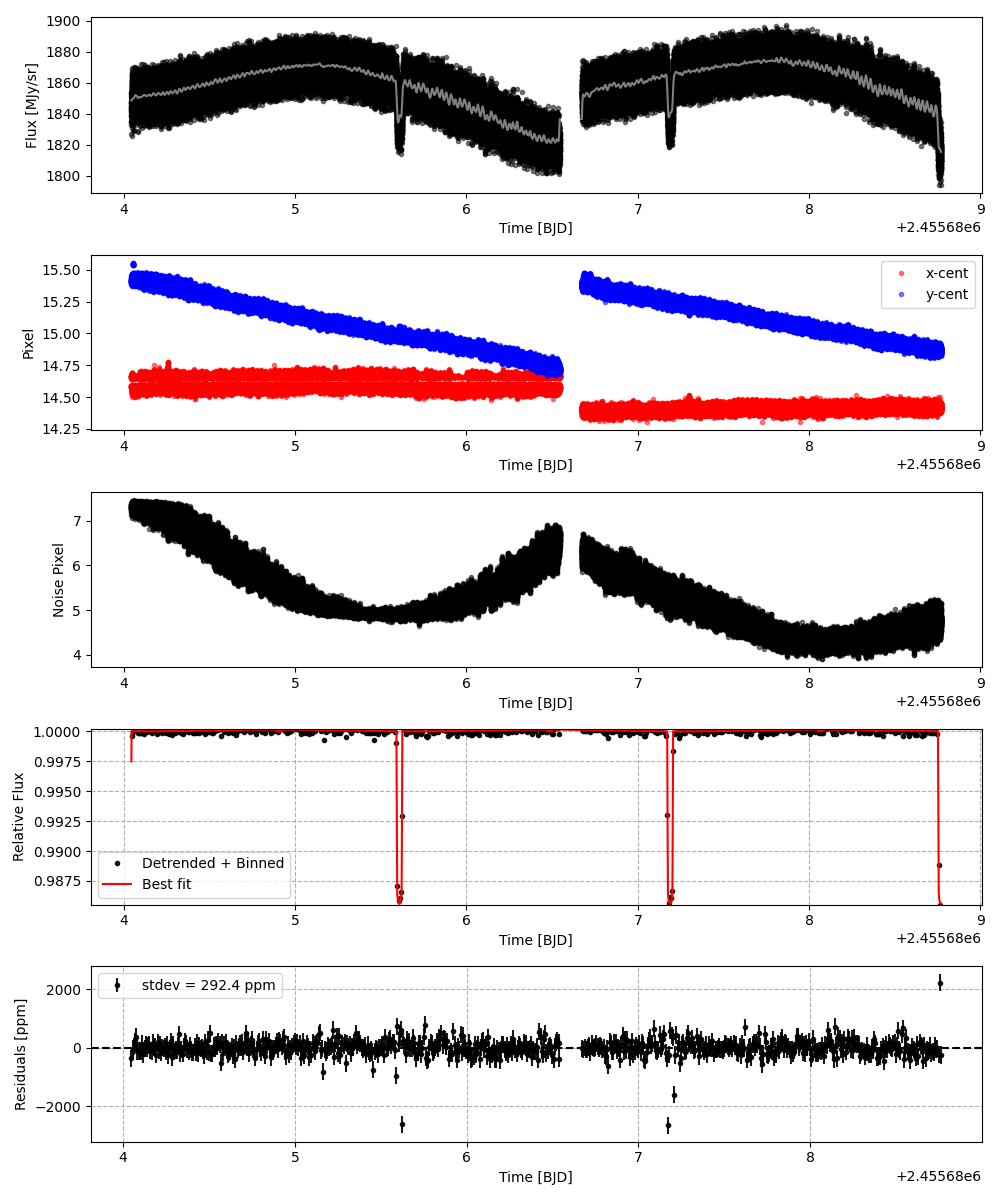 1900
1880
1860
1840
1820
1800
Flux [MJy/sr]
4 5 6 7 8 9
Time [BJD]
+2.45568e6
15.50
15.25
15.00
14.75
14.50
14.25
Pixel
x-cent
y-cent
4 5 6 7 8 9
Time [BJD]
+2.45568e6
7
6
5
4
Noise Pixel
4 5 6 7 8 9
Time [BJD]
+2.45568e6
1.0000
0.9975
0.9950
0.9925
0.9900
0.9875
Relative Flux
Detrended + Binned
Best fit
4 5 6 7 8 9
Time [BJD]
+2.45568e6
2000
0
−2000
Residuals [ppm]
stdev = 292.4 ppm
4 5 6 7 8 9
Time [BJD]
+2.45568e6